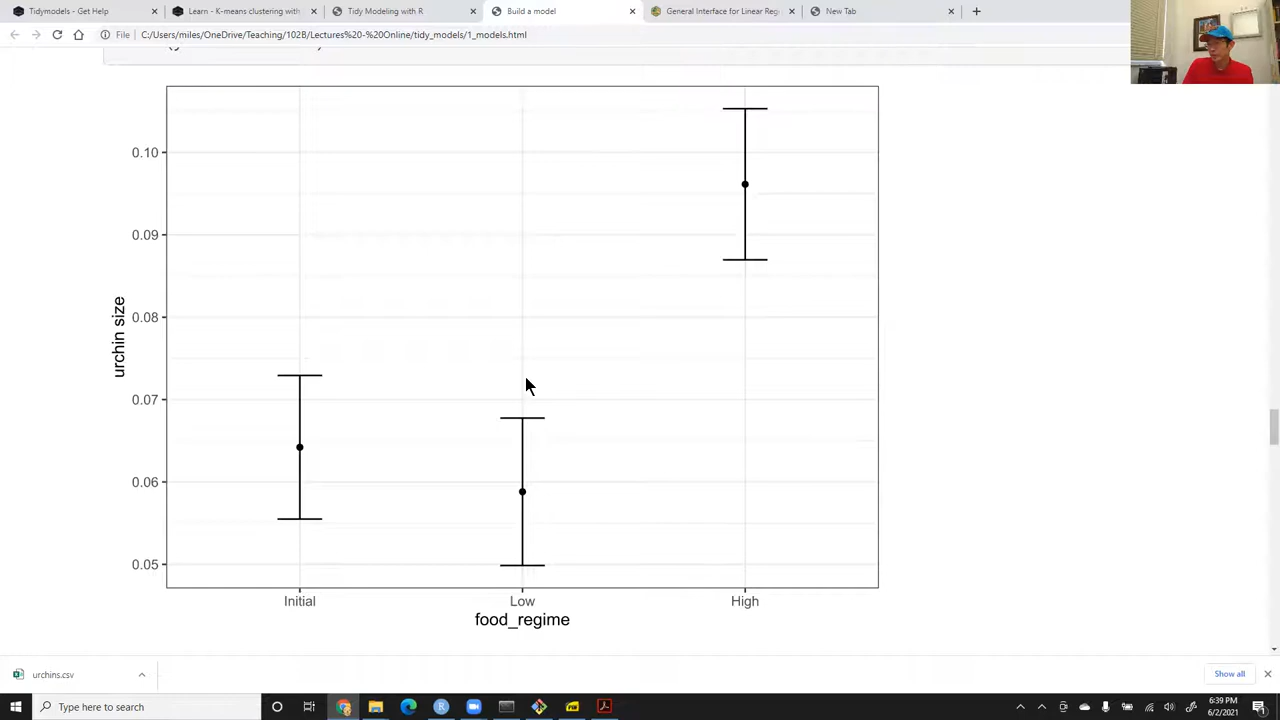 Tidymodels - Get Help
Learn - K-means clustering with
Tidy Modeling with R
Build a model
General Interface for Linear Reg
New Tab
File
C:/Users/miles/OneDrive/Teaching/102B/Lectures%20-%20Online/tidy_models/1_models.html
0.10
0.09
0.08
0.07
0.06
0.05
urchin size
Initial
Low
High
food_regime
urchins.csv
Show all
Type here to search
6:39 PM
6/2/2021